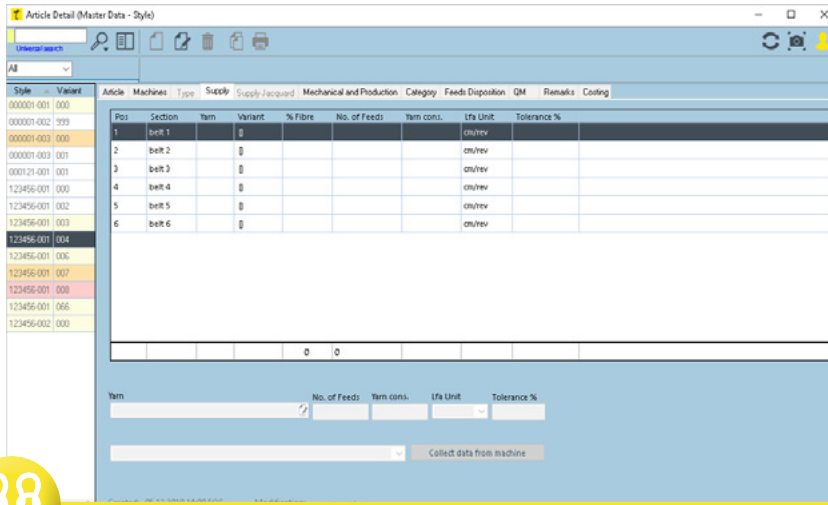 Article Detail (Master Data - Style)
Universal search
All
Style Variant
000001-001 000
000001-002 999
000001-003 000
000001-003 001
000121-001 001
123456-001 000
123456-001 002
123456-001 003
123456-001 004
123456-001 006
123456-001 007
123456-001 008
123456-001 066
123456-002 000
Article Machines Type Supply Supply Jacquard Mechanical and Production Category Feeds Disposition QM Remarks Costing
Pos Section Yarn Variant % Fibre No. of Feeds Yarn cons. Lfa Unit Tolerance %
1 belt 1 0 cm/rev
2 belt 2 0 cm/rev
3 belt 3 0 cm/rev
4 belt 4 0 cm/rev
5 belt 5 0 cm/rev
6 belt 6 0 cm/rev
0 0
Yarn No. of Feeds Yarn cons. Lfa Unit Tolerance %
Collect data from machine